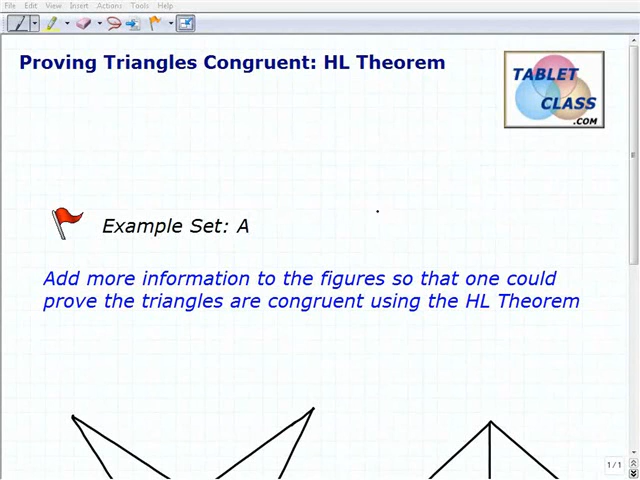 File Edit View Insert Actions Tools Help
Proving Triangles Congruent: HL Theorem
TABLET
CLASS
.COM
Example Set: A
Add more information to the figures so that one could
prove the triangles are congruent using the HL Theorem
1/1